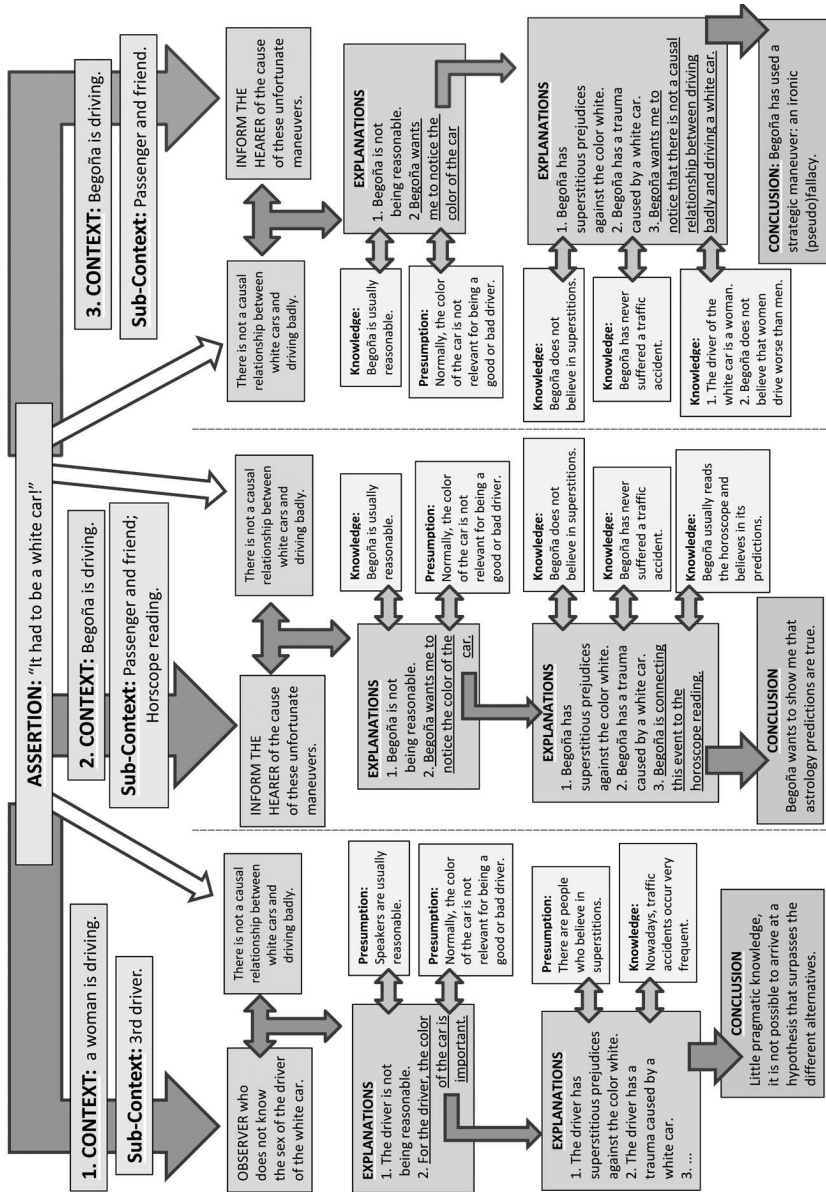 ASSERTION: “It had to be a white car!”
1. CONTEXT: a woman is driving.
Sub-Context: 3rd driver.
OBSERVER who
does not know
the sex of the driver
of the white car.
There is not a causal
relationship between
white cars and
driving badly.
EXPLANATIONS
1. The driver is not
being reasonable.
2. For the driver, the color
of the car is
important.
Presumption:
Speakers are usually
reasonable.
Presumption:
Normally, the color
of the car is not
relevant for being a
good or bad driver.
EXPLANATIONS
1. The driver has
superstitious prejudices
against the color white.
2. The driver has a
trauma caused by a
white car.
3. ...
Presumption:
There are people
who believe in
superstitions.
Knowledge:
Nowadays, traffic
accidents occur very
frequent.
CONCLUSION
Little pragmatic knowledge,
it is not possible to arrive at a
hypothesis that surpasses the
different alternatives.
2. CONTEXT: Begoña is driving.
Sub-Context: Passenger and friend;
Horscope reading.
INFORM THE
HEARER of the cause
of these unfortunate
maneuvers.
There is not a causal
relationship between
white cars and
driving badly.
EXPLANATIONS
1. Begoña is not
being reasonable.
2. Begoña wants me to
notice the color of the
car.
Knowledge:
Begoña is usually
reasonable.
Presumption:
Normally, the color
of the car is not
relevant for being a
good or bad driver.
EXPLANATIONS
1. Begoña has
superstitious prejudices
against the color white.
2. Begoña has a trauma
caused by a white car.
3. Begoña is connecting
this event to the
horoscope reading.
Knowledge:
Begoña does not
believe in superstitions.
Knowledge:
Begoña has never
suffered a traffic
accident.
Knowledge:
Begoña usually reads
the horoscope and
believes in its
predictions.
CONCLUSION
Begoña wants to show me that
astrology predictions are true.
3. CONTEXT: Begoña is driving.
Sub-Context: Passenger and friend.
There is not a causal
relationship between
white cars and
driving badly.
INFORM THE
HEARER of the cause
of these unfortunate
maneuvers.
Knowledge:
Begoña is usually
reasonable.
Presumption:
Normally, the color
of the car is not
relevant for being a
good or bad driver.
EXPLANATIONS
1. Begoña is not
being reasonable.
2 Begoña wants
me to notice the
color of the car
Knowledge:
Begoña does not
believe in superstitions.
Knowledge:
Begoña has never
suffered a traffic
accident.
Knowledge:
1. The driver of the
white car is a woman.
2. Begoña does not
believe that women
drive worse than men.
EXPLANATIONS
1. Begoña has
superstitious prejudices
against the color white.
2. Begoña has a trauma
caused by a white car.
3. Begoña wants me to
notice that there is not a causal
relationship between driving
badly and driving a white car.
CONCLUSION: Begoña has used a
strategic maneuver: an ironic
(pseudo)fallacy.